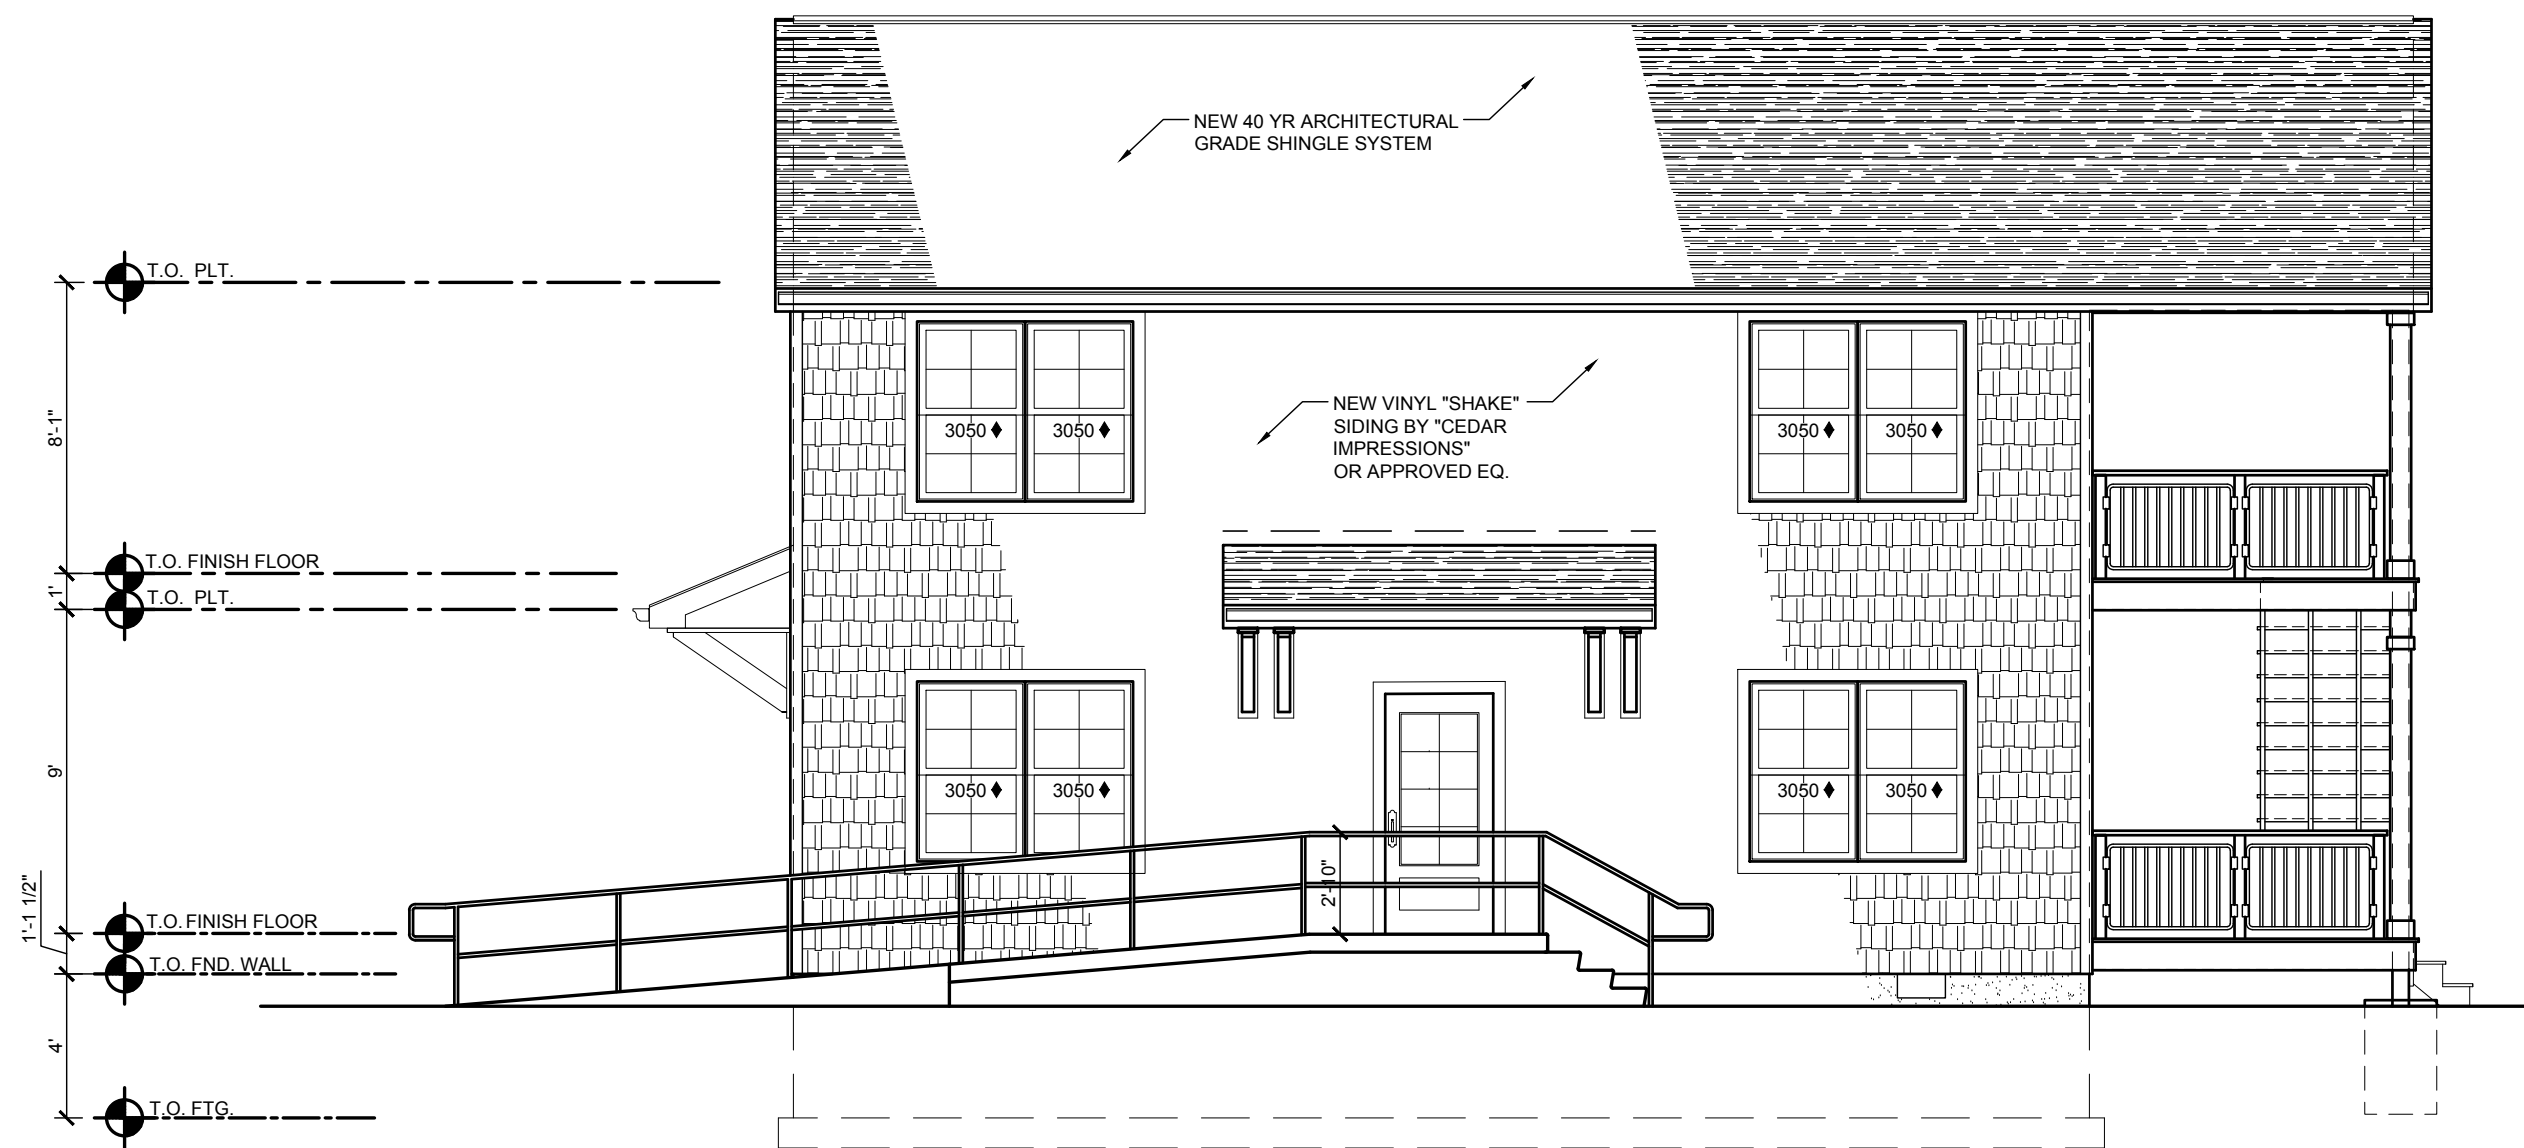 NEW 40 YR ARCHITECTURAL
GRADE SHINGLE SYSTEM
T.O. PLT.
8'-1"
NEW VINYL "SHAKE"
SIDING BY "CEDAR
IMPRESSIONS"
OR APPROVED EQ.
3050 3050
3050 3050
T.O. FINISH FLOOR
1'
T.O. PLT.
9'
3050 3050
3050 3050
2'-10"
1'-1 1/2"
T.O. FINISH FLOOR
T.O. FND. WALL
4'
T.O. FTG.